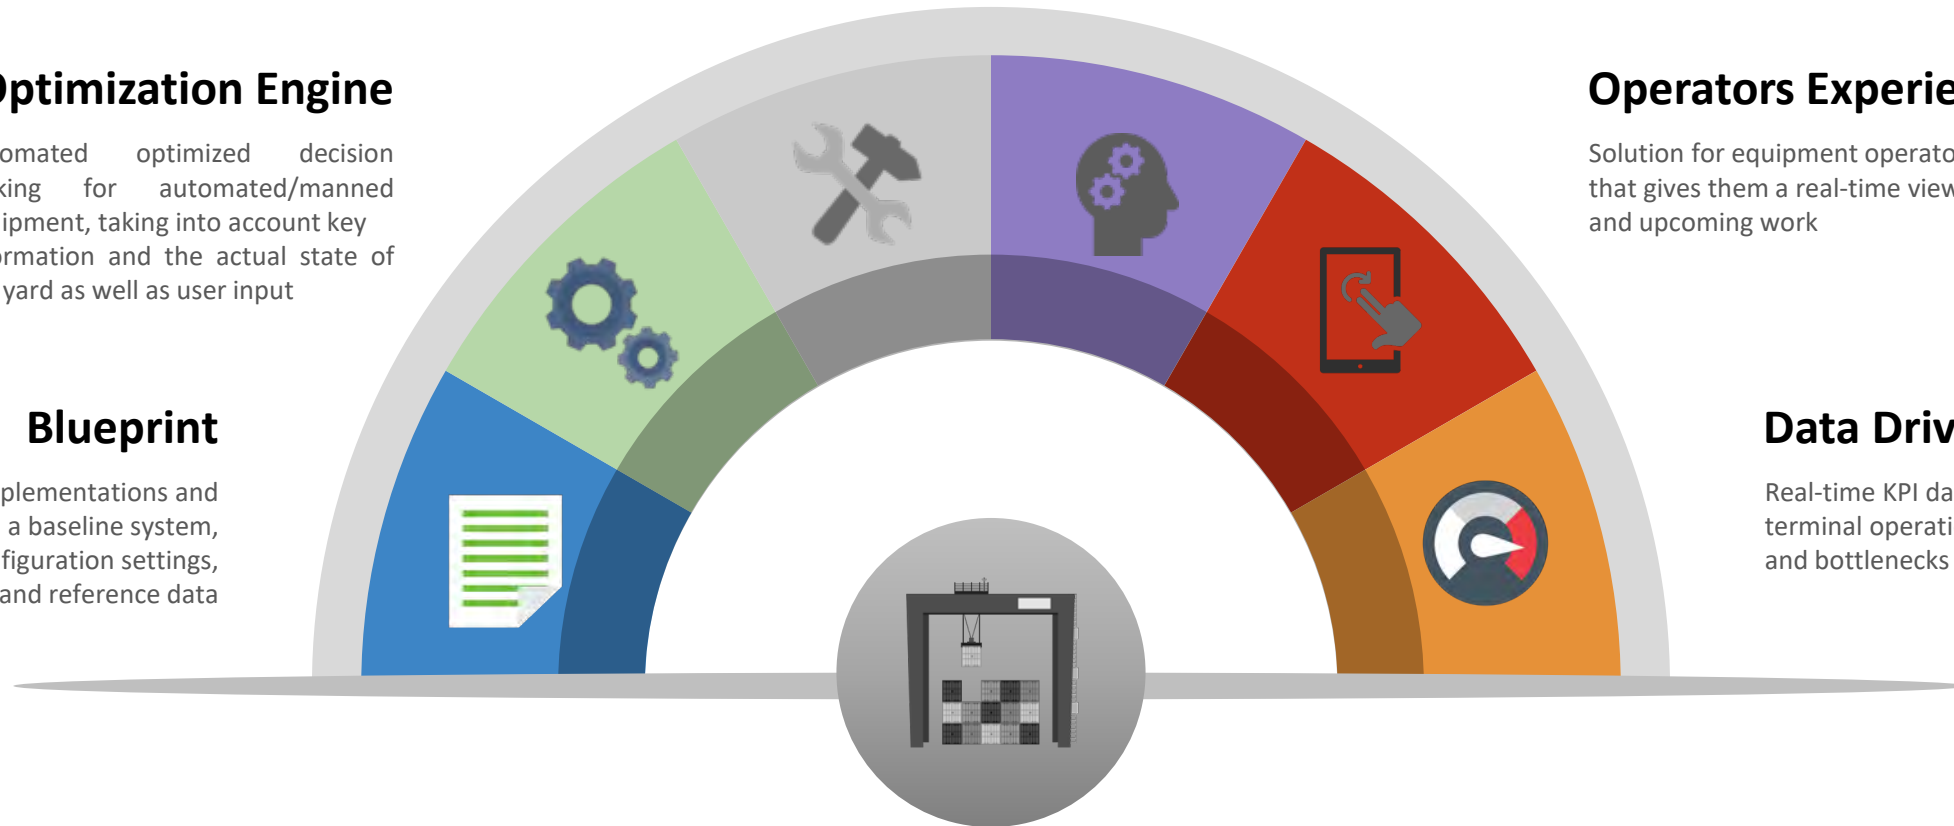 Optimization Engine
omated optimized decision
king for automated/manned
ipment, taking into account key
ormation and the actual state of
yard as well as user input
Blueprint
plementations and
a baseline system,
figuration settings,
and reference data
Operators Experie
Solution for equipment operato
that gives them a real-time view
and upcoming work
Data Driv
Real-time KPI da
terminal operati
and bottlenecks